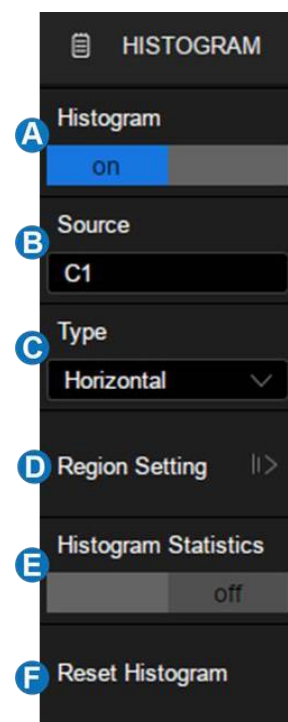 HISTOGRAM
A
Histogram
on
B
Source
C1
C
Type
Horizontal
D
Region Setting
E
Histogram Statistics
off
F
Reset Histogram